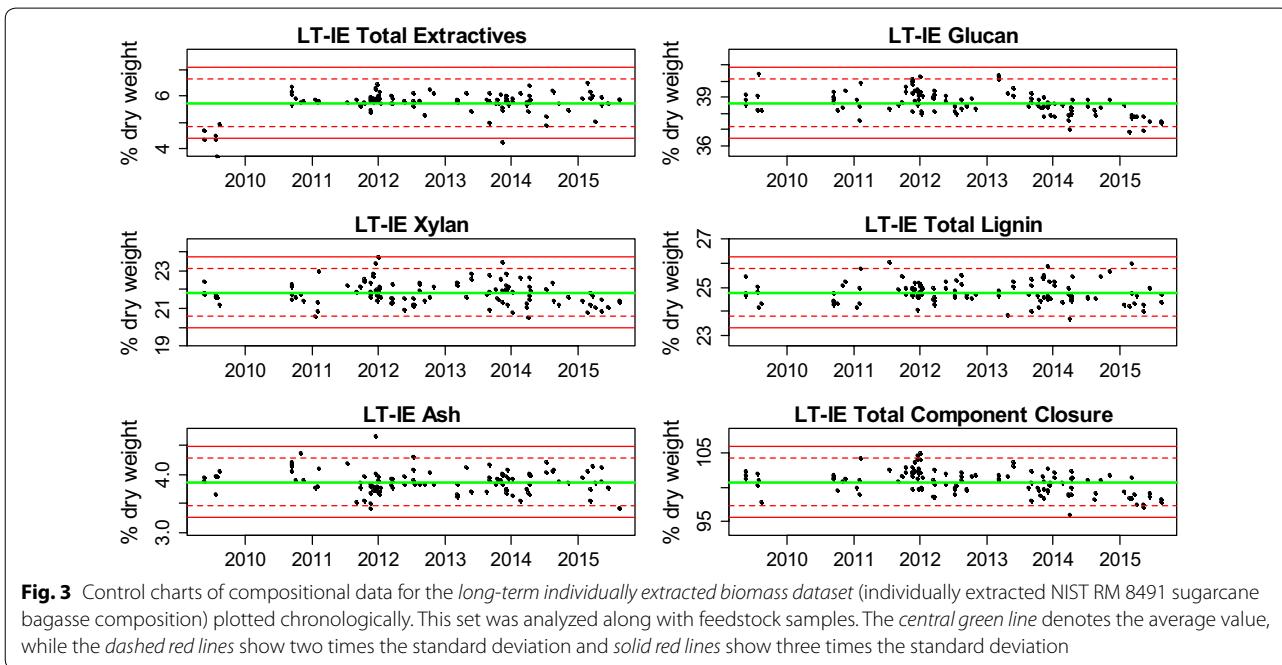 LT-IE Total Extractives
% dry weight
6
4
2010 2011 2012 2013 2014 2015
LT-IE Glucan
% dry weight
39
36
2010 2011 2012 2013 2014 2015
LT-IE Xylan
% dry weight
23
21
19
2010 2011 2012 2013 2014 2015
LT-IE Total Lignin
% dry weight
27
25
23
2010 2011 2012 2013 2014 2015
LT-IE Ash
% dry weight
4.0
3.0
2010 2011 2012 2013 2014 2015
LT-IE Total Component Closure
% dry weight
105
95
2010 2011 2012 2013 2014 2015
Fig. 3 Control charts of compositional data for the long-term individually extracted biomass dataset (individually extracted NIST RM 8491 sugarcane
bagasse composition) plotted chronologically. This set was analyzed along with feedstock samples. The central green line denotes the average value,
while the dashed red lines show two times the standard deviation and solid red lines show three times the standard deviation